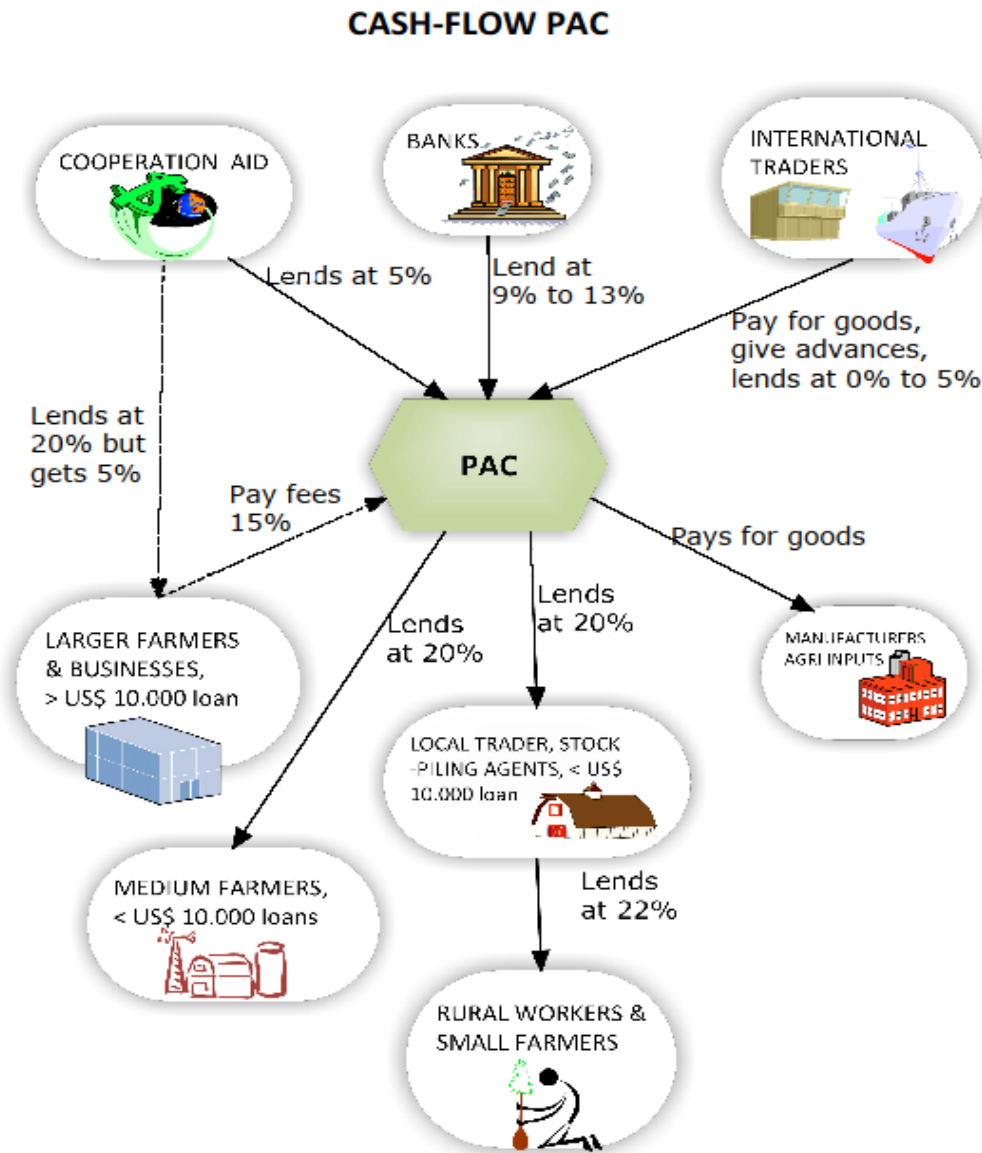 CASH-FLOW PAC
COOPERATION AID
BANKS
INTERNATIONAL
TRADERS
Lends at 5%
Lend at
9% to 13%
Pay for goods,
give advances,
lends at 0% to 5%
Lends at
20% but
gets 5%
PAC
Pay fees
15%
Pays for goods
LARGER FARMERS
& BUSINESSES,
> US$ 10.000 loan
Lends
at 20%
Lends
at 20%
MANUFACTURERS
AGRI INPUTS
LOCAL TRADER, STOCK
-PILING AGENTS, < US$
10.000 loan
MEDIUM FARMERS,
< US$ 10.000 loans
Lends
at 22%
RURAL WORKERS &
SMALL FARMERS